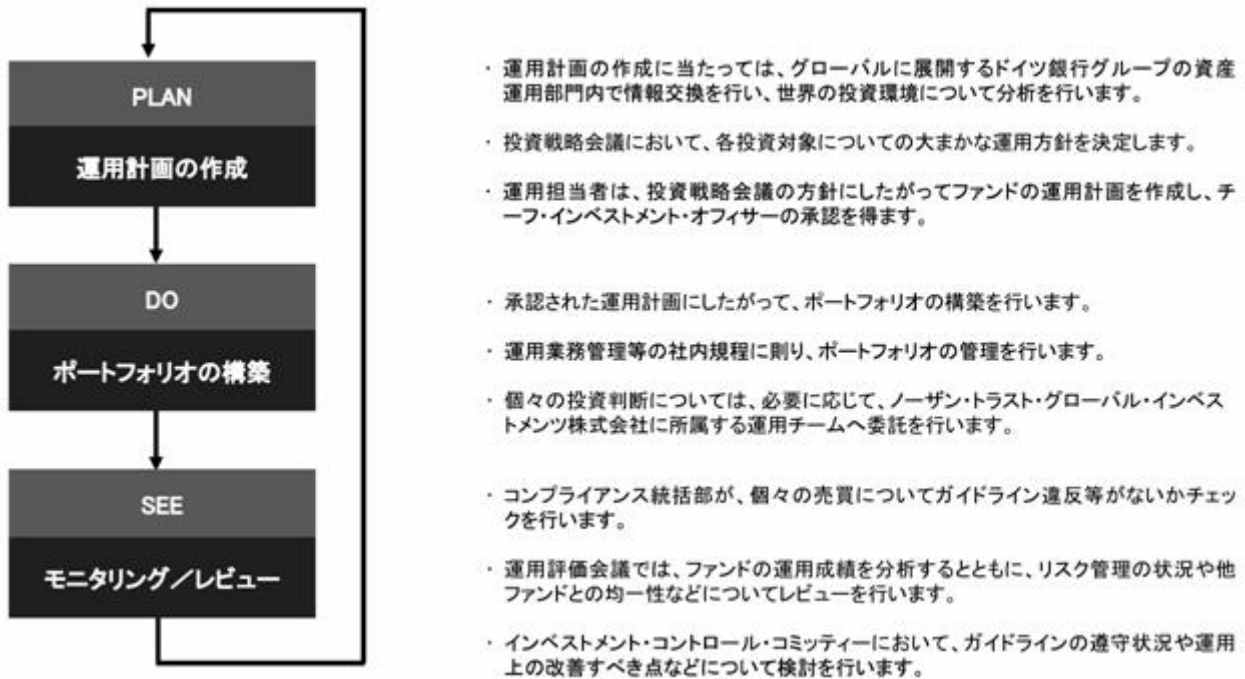 PLAN
運用計画の作成
・ 運用計画の作成に当たっては、グローバルに展開するドイツ銀行グループの資産
運用部門内で情報交換を行い、世界の投資環境について分析を行います。
・ 投資戦略会議において、各投資対象についての大まかな運用方針を決定します。
・ 運用担当者は、投資戦略会議の方針にしたがってファンドの運用計画を作成し、チ
ーフ・インベストメント・オフィサーの承認を得ます。
DO
ポートフォリオの構築
・ 承認された運用計画にしたがって、ポートフォリオの構築を行います。
・ 運用業務管理等の社内規程に則り、ポートフォリオの管理を行います。
・ 個々の投資判断については、必要に応じて、ノーザン・トラスト・グローバル・インベス
トメンツ株式会社に所属する運用チームへ委託を行います。
SEE
モニタリング／レビュー
・ コンプライアンス統括部が、個々の売買についてガイドライン違反等がないかチェッ
クを行います。
・ 運用評価会議では、ファンドの運用成績を分析するとともに、リスク管理の状況や他
ファンドとの均一性などについてレビューを行います。
・ インベストメント・コントロール・コミッティーにおいて、ガイドラインの遵守状況や運用
上の改善すべき点などについて検討を行います。